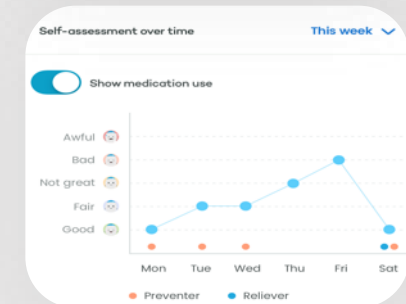 Self-assessment over time
This week
Show medication use
Awful
Bad
Not great
Fair
Good
Mon Tue Wed Thu Fri Sat
Preventer Reliever